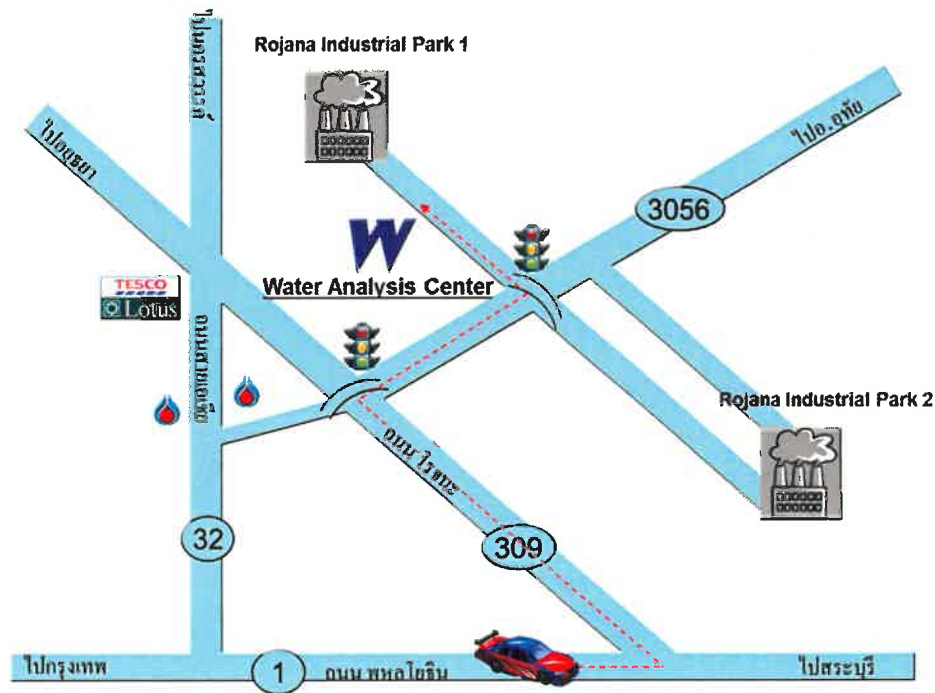 Rojana Industrial Park 1
ไปนครสวรรค์
ไปอยุธยา
ไปอ.อุทัย
3056
W
Water Analysis Center
TESCO
Lotus
ถนนสายเอเซีย
Rojana Industrial Park 2
ถนน โรจนะ
32
309
ไปกรุงเทพ
1
ถนน พหลโยธิน
ไปสระบุรี